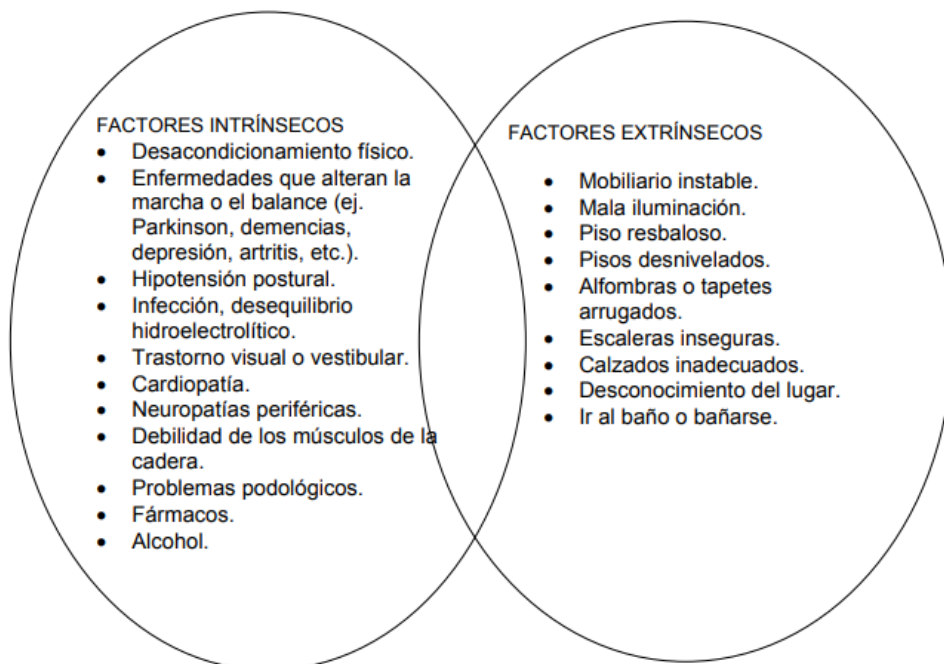 FACTORES INTRÍNSECOS
• Desacondicionamiento físico.
• Enfermedades que alteran la
marcha o el balance (ej.
Parkinson, demencias,
depresión, artritis, etc.).
• Hipotensión postural.
• Infección, desequilibrio
hidroelectrolítico.
• Trastorno visual o vestibular.
• Cardiopatía.
• Neuropatías periféricas.
• Debilidad de los músculos de la
cadera.
• Problemas podológicos.
• Fármacos.
• Alcohol.
FACTORES EXTRÍNSECOS
• Mobiliario instable.
• Mala iluminación.
• Piso resbaloso.
• Pisos desnivelados.
• Alfombras o tapetes
arrugados.
• Escaleras inseguras.
• Calzados inadecuados.
• Desconocimiento del lugar.
• Ir al baño o bañarse.